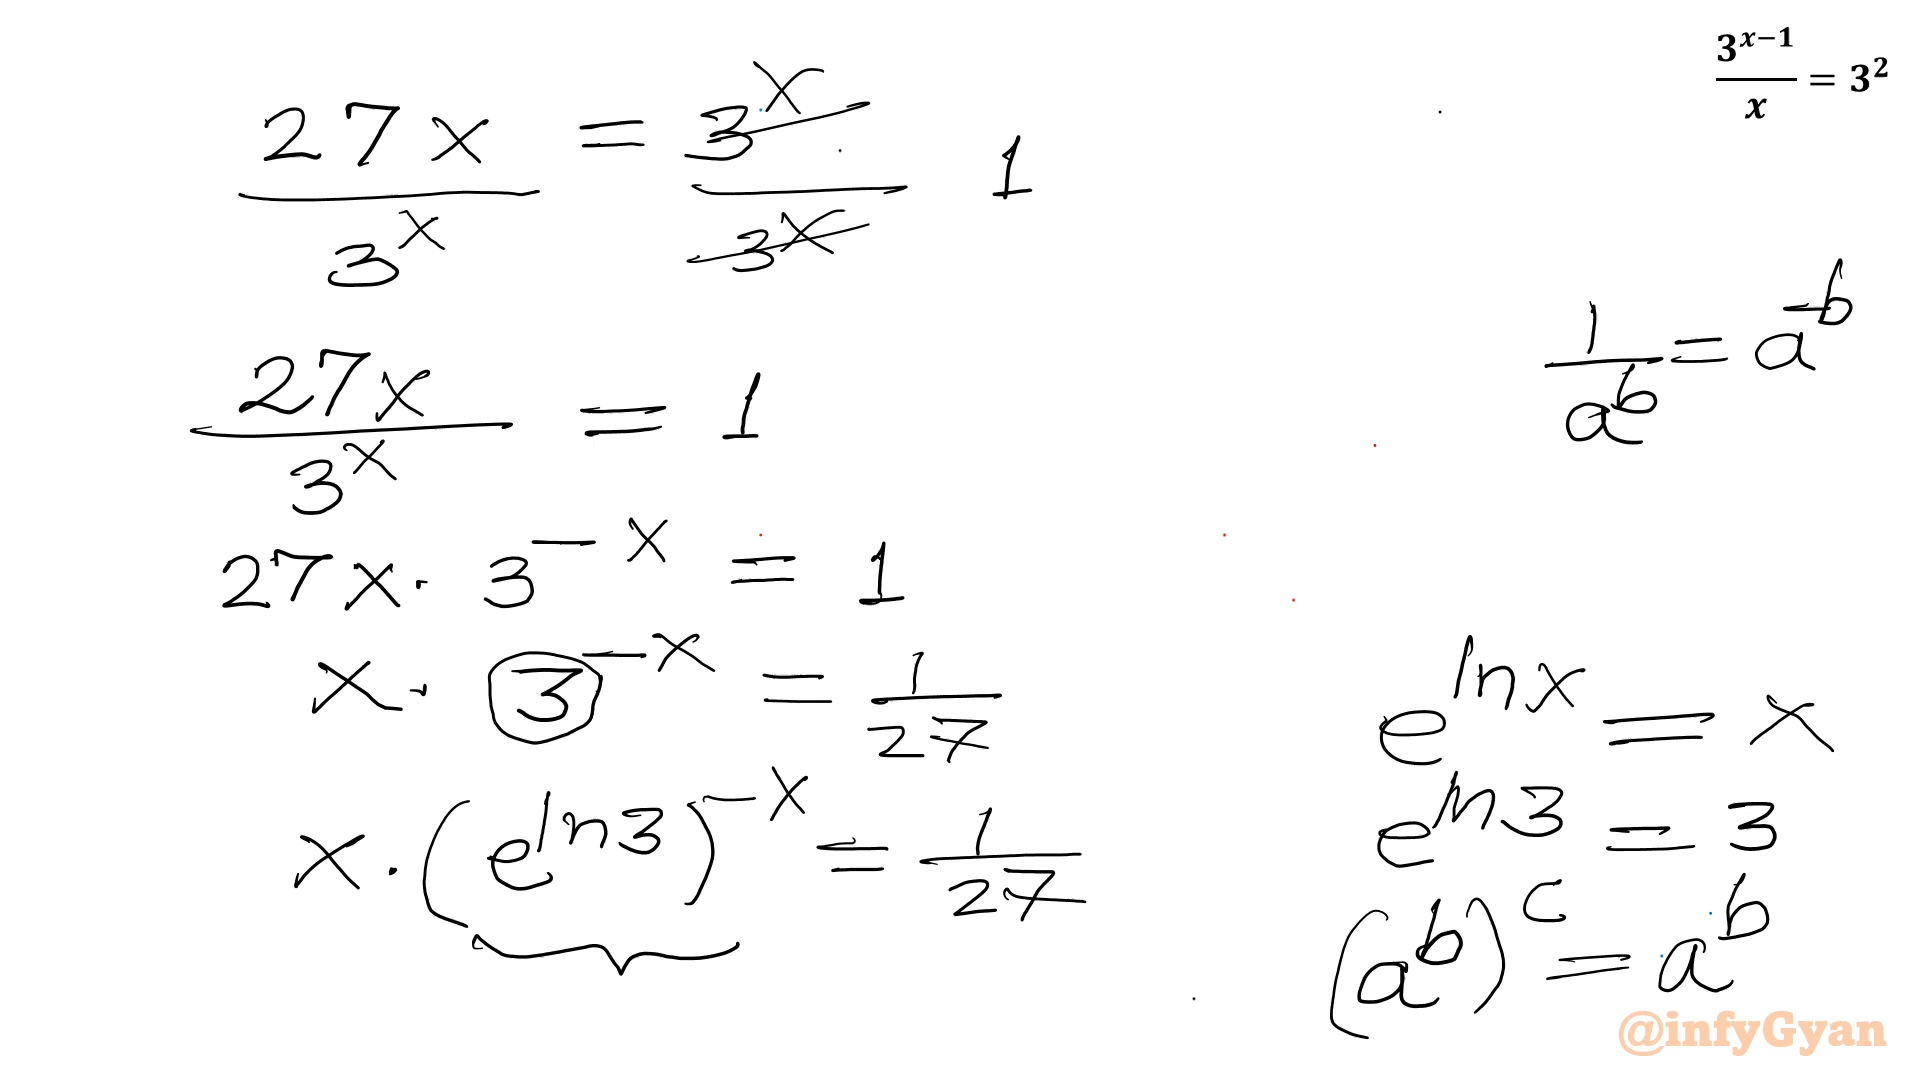 27x / 3^x = 3^x / 3^x 1
27x / 3^x = 1
27x · 3^-x = 1
x · 3^-x = 1/27
x · (e^ln3)^-x = 1/27
3^(x−1) / x = 3^2
1/a^b = a^-b
e^lnx = x
e^ln3 = 3
(a^b)^c = a^b
@infyGyan